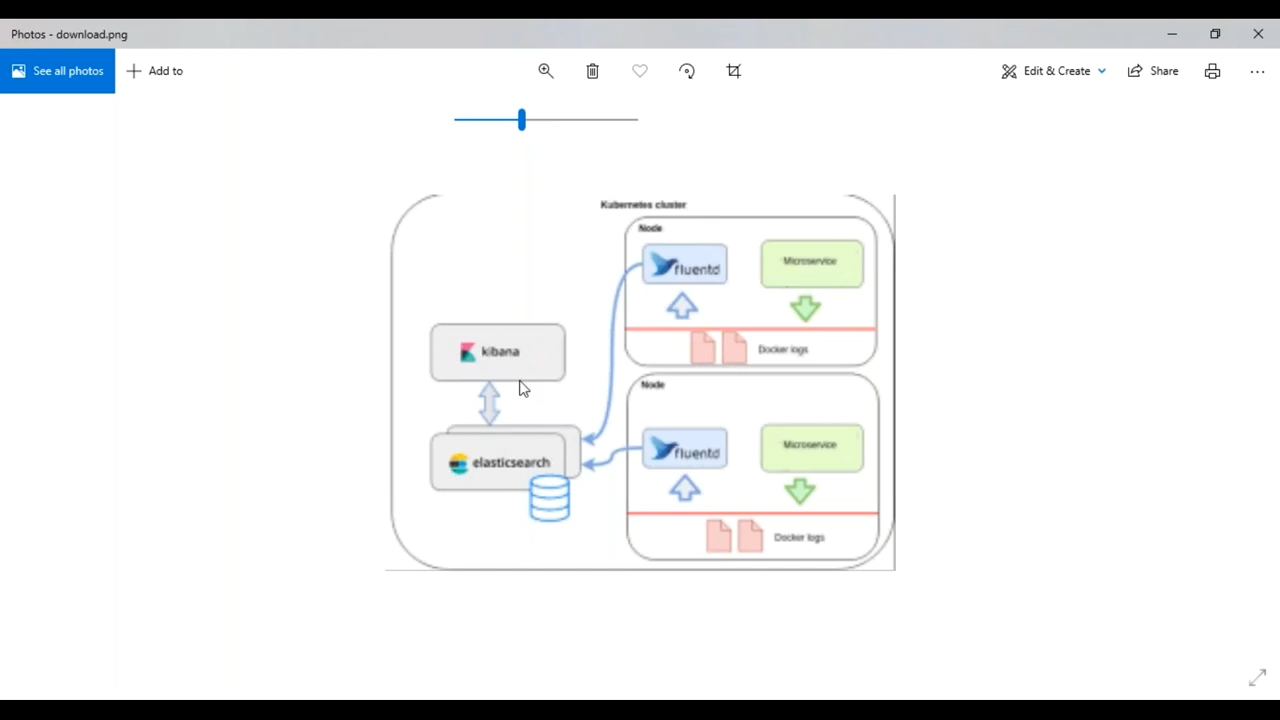 Photos - download.png
See all photos
Add to
Edit & Create
Share
Kubernetes cluster
Node
fluentd
Microservice
Docker logs
kibana
Node
fluentd
Microservice
elasticsearch
Docker logs